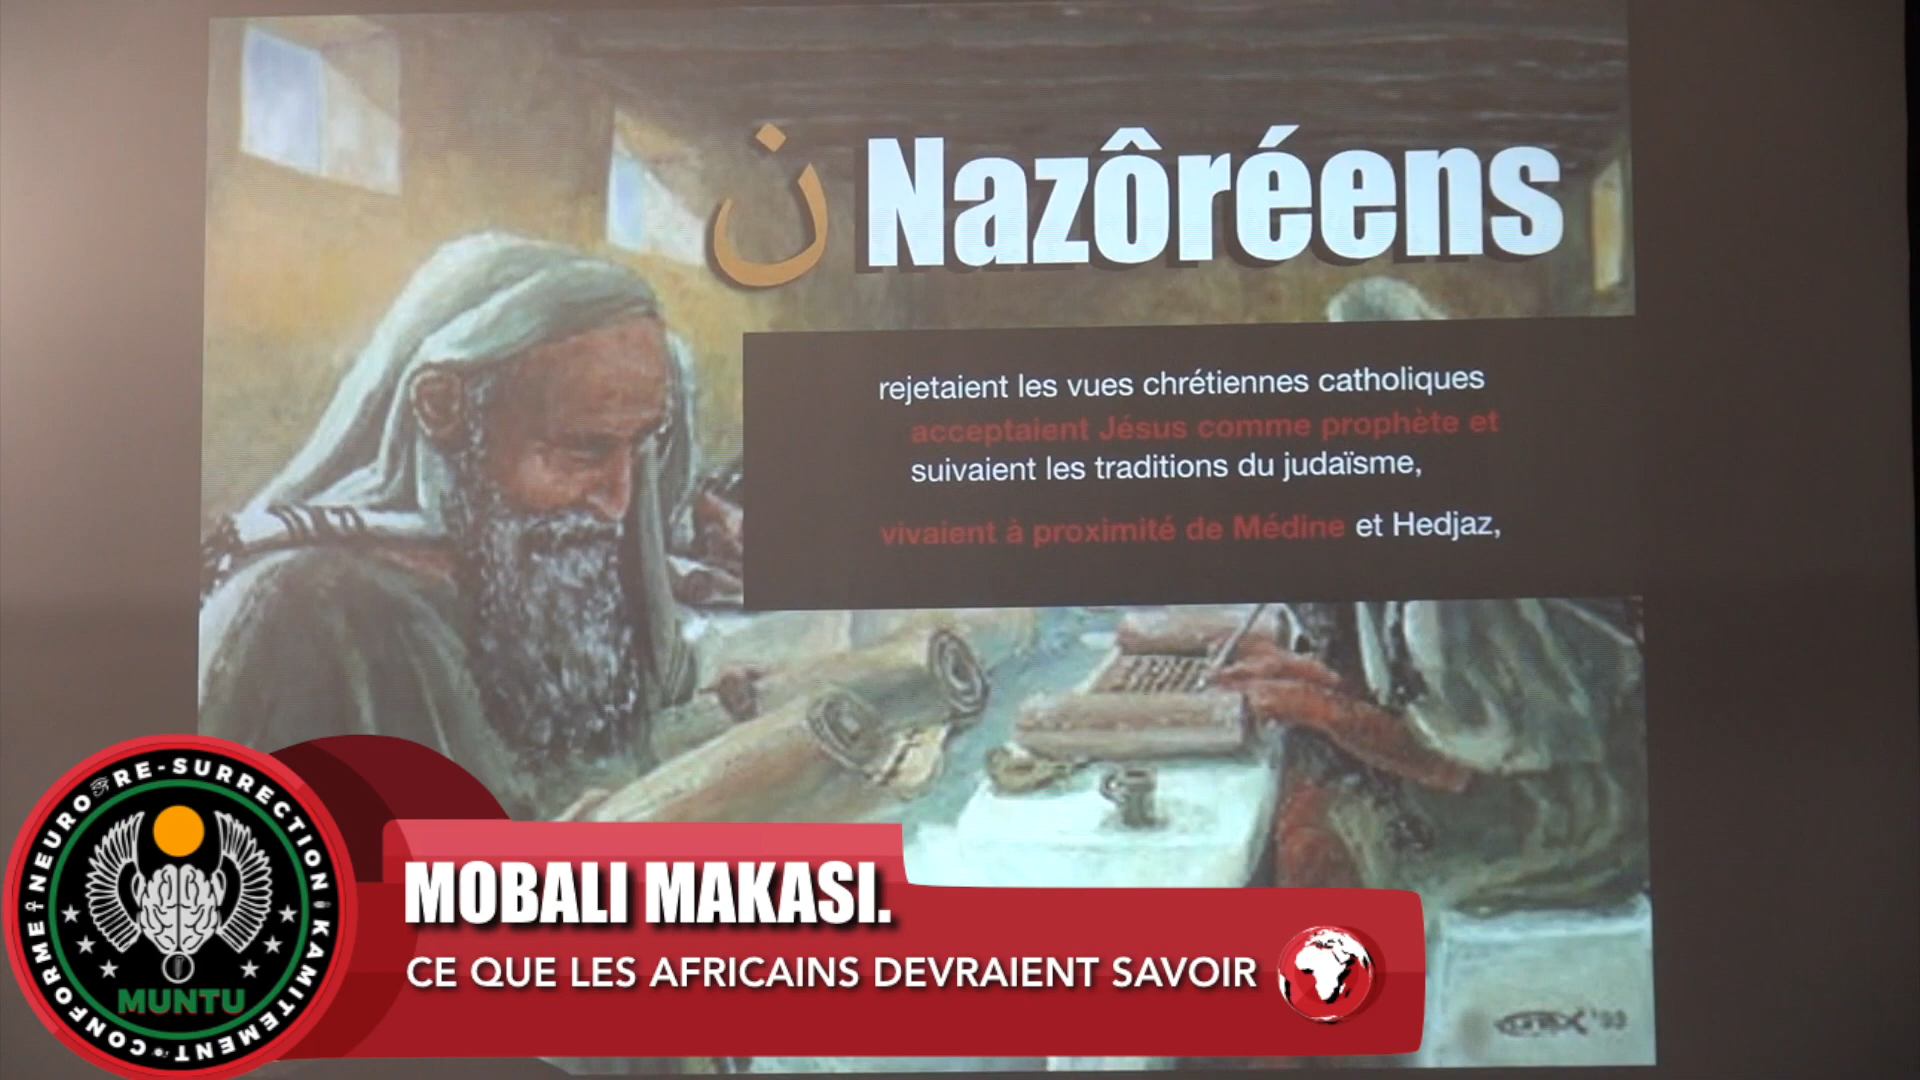 ن Nazôréens
rejetaient les vues chrétiennes catholiques
acceptaient Jésus comme prophète et
suivaient les traditions du judaïsme,
vivaient à proximité de Médine et Hedjaz,
NEURO RE-SURRECTION KAMITEMENT CONFORME
MUNTU
MOBALI MAKASI.
CE QUE LES AFRICAINS DEVRAIENT SAVOIR